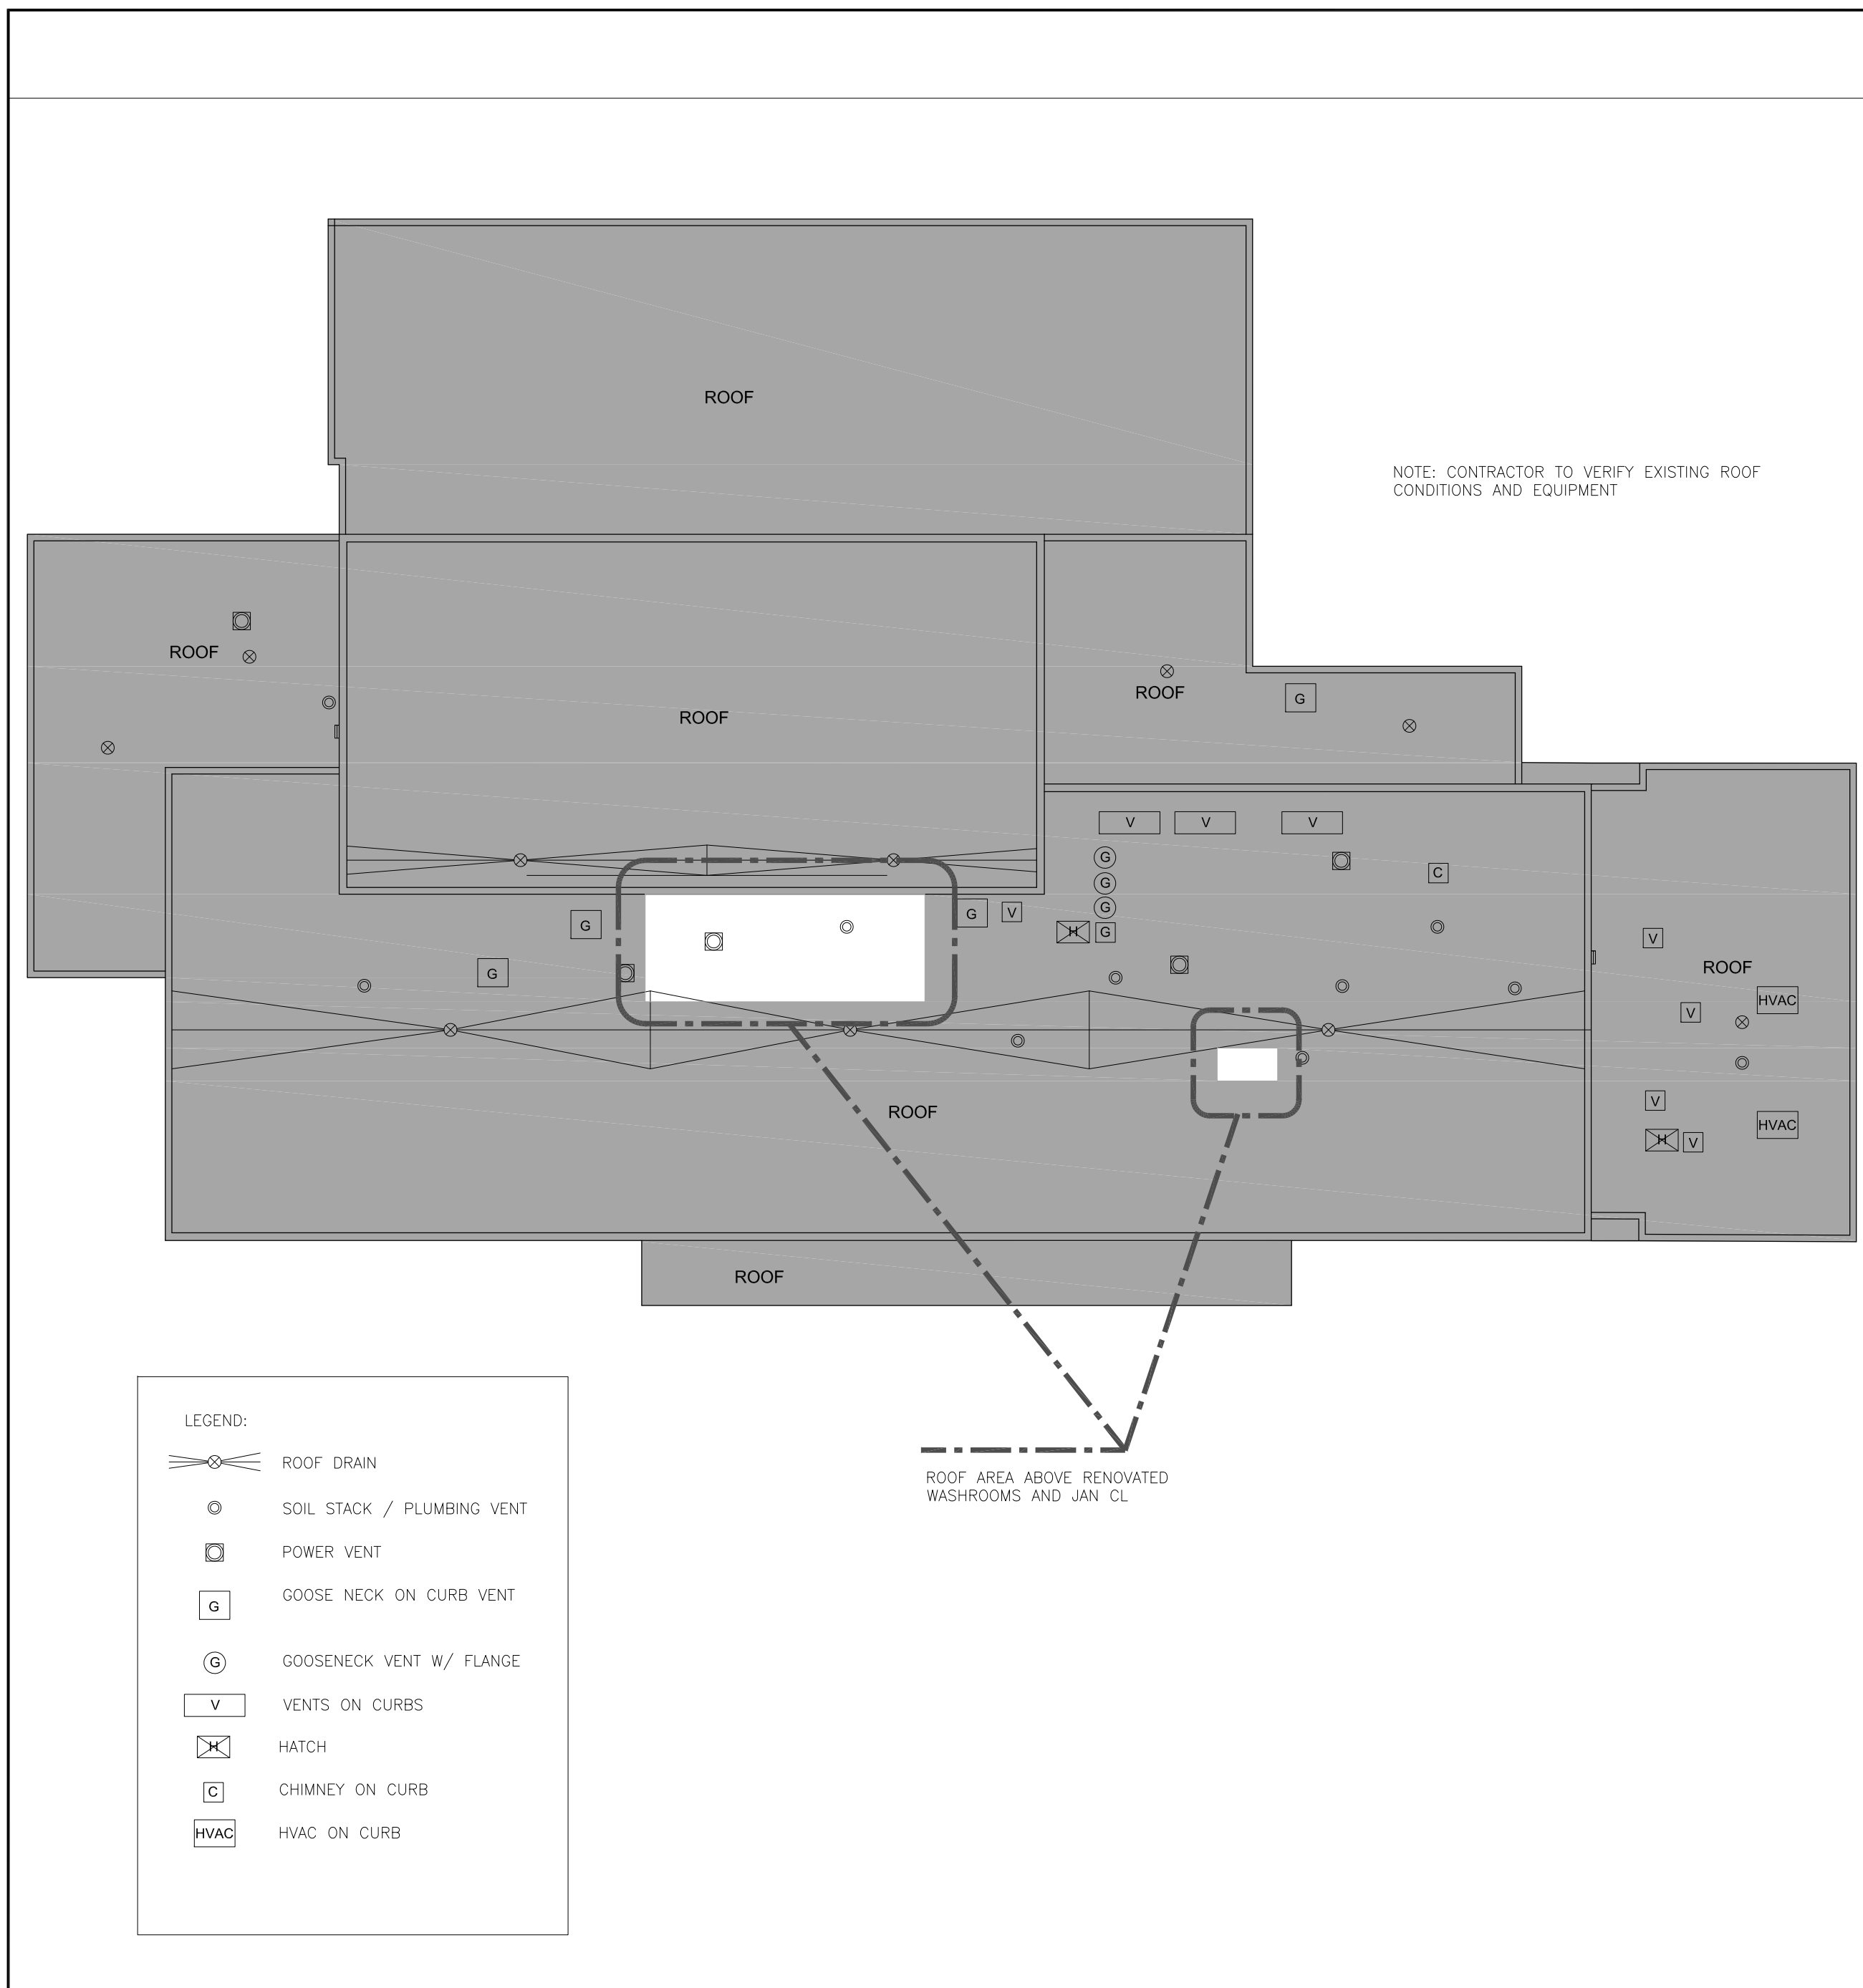 ROOF
NOTE: CONTRACTOR TO VERIFY EXISTING ROOF
CONDITIONS AND EQUIPMENT
ROOF
ROOF
G
ROOF
V
V
V
G
C
G
G
G
G
V
H
G
V
ROOF
G
HVAC
V
V
ROOF
HVAC
H
V
ROOF
LEGEND:
ROOF DRAIN
SOIL STACK / PLUMBING VENT
POWER VENT
G GOOSE NECK ON CURB VENT
G GOOSENECK VENT W/ FLANGE
V VENTS ON CURBS
H HATCH
C CHIMNEY ON CURB
HVAC HVAC ON CURB
ROOF AREA ABOVE RENOVATED
WASHROOMS AND JAN CL